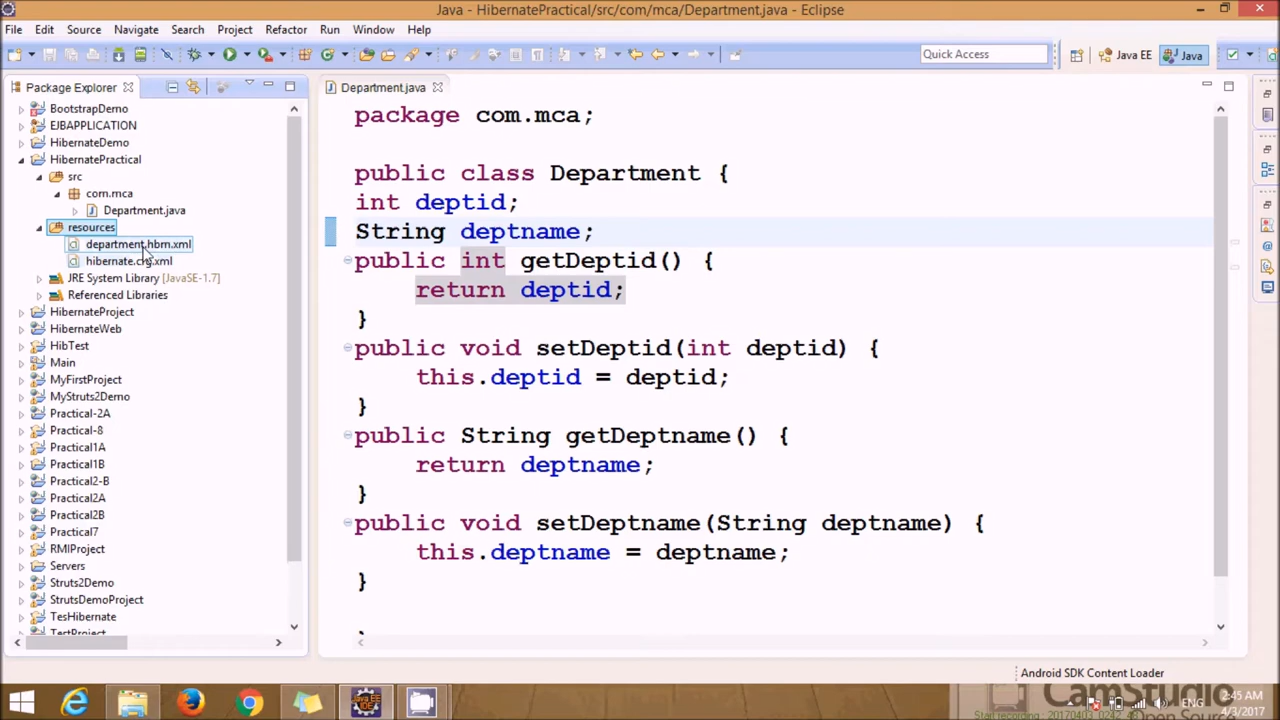 Java - HibernatePractical/src/com/mca/Department.java - Eclipse
File Edit Source Navigate Search Project Refactor Run Window Help
Quick Access
Java EE
Java
Package Explorer
Department.java
BootstrapDemo
EJBAPPLICATION
HibernateDemo
HibernatePractical
src
com.mca
Department.java
resources
department.hbm.xml
hibernate.cfg.xml
JRE System Library [JavaSE-1.7]
Referenced Libraries
HibernateProject
HibernateWeb
HibTest
Main
MyFirstProject
MyStruts2Demo
Practical-2A
Practical-8
Practical1A
Practical1B
Practical2-B
Practical2A
Practical2B
Practical7
RMIProject
Servers
Struts2Demo
StrutsDemoProject
TesHibernate
TestProject
package com.mca;
public class Department {
int deptid;
String deptname;
public int getDeptid() {
return deptid;
}
public void setDeptid(int deptid) {
this.deptid = deptid;
}
public String getDeptname() {
return deptname;
}
public void setDeptname(String deptname) {
this.deptname = deptname;
}
}
Android SDK Content Loader
CamStudio
Java EE
IDE
ENG
2:45 AM
4/3/2017